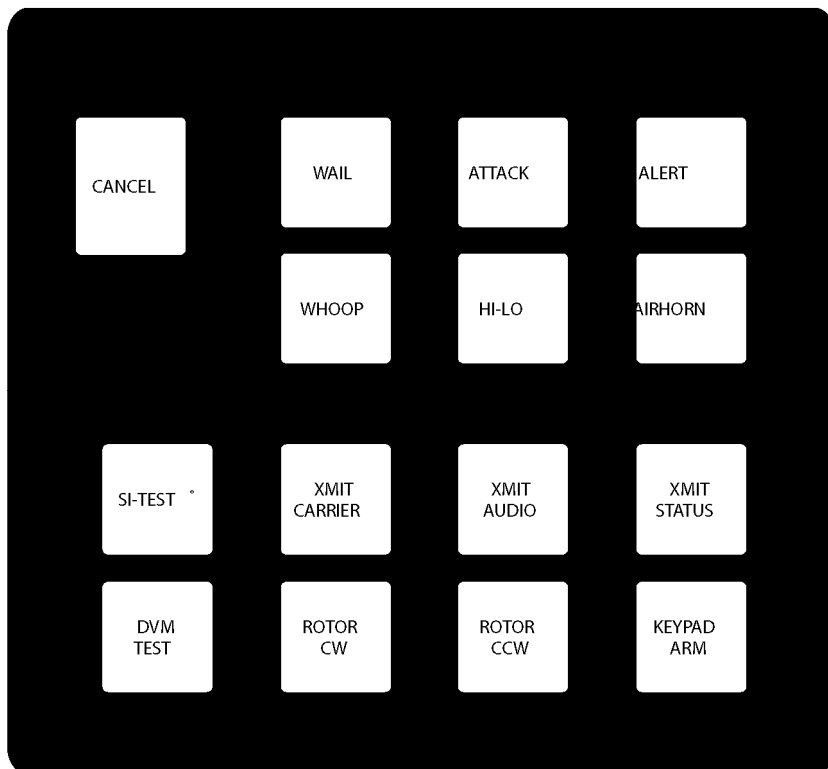 CANCEL
WAIL
ATTACK
ALERT
WHOOP
HI-LO
AIRHORN
SI-TEST °
XMIT
CARRIER
XMIT
AUDIO
XMIT
STATUS
DVM
TEST
ROTOR
CW
ROTOR
CCW
KEYPAD
ARM